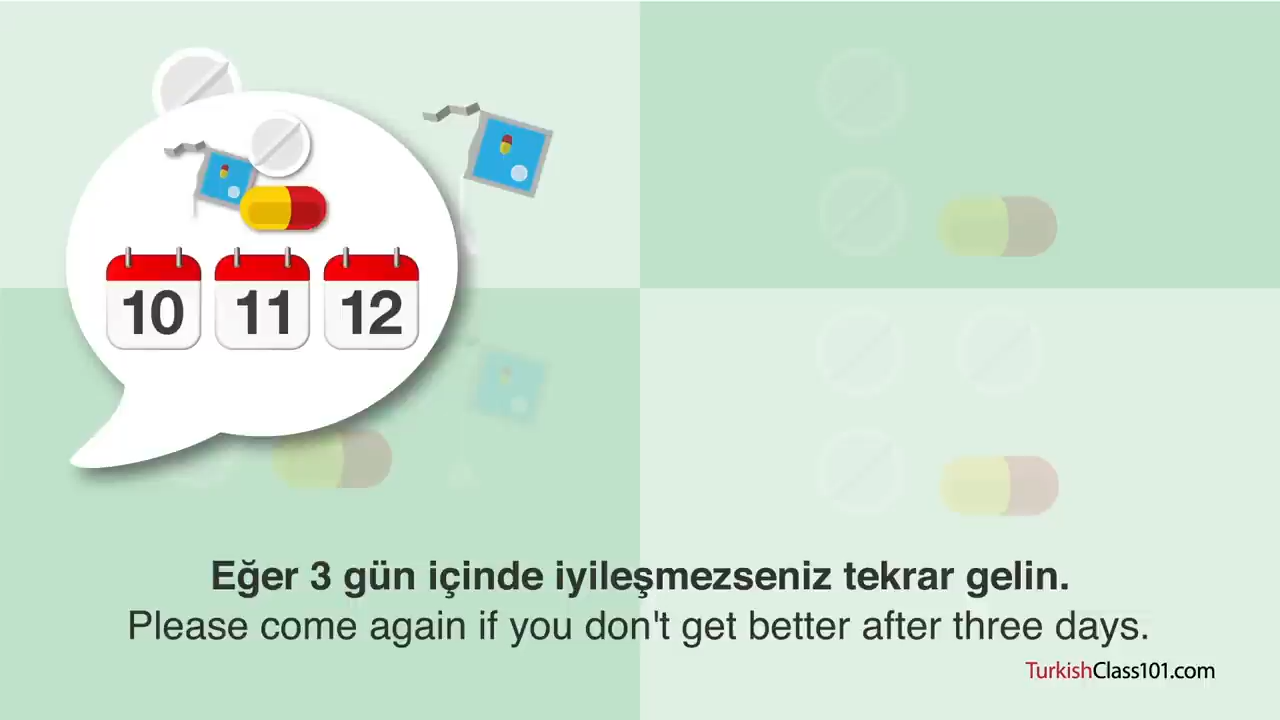 10 11 12
Eğer 3 gün içinde iyileşmezseniz tekrar gelin.
Please come again if you don't get better after three days.
TurkishClass101.com